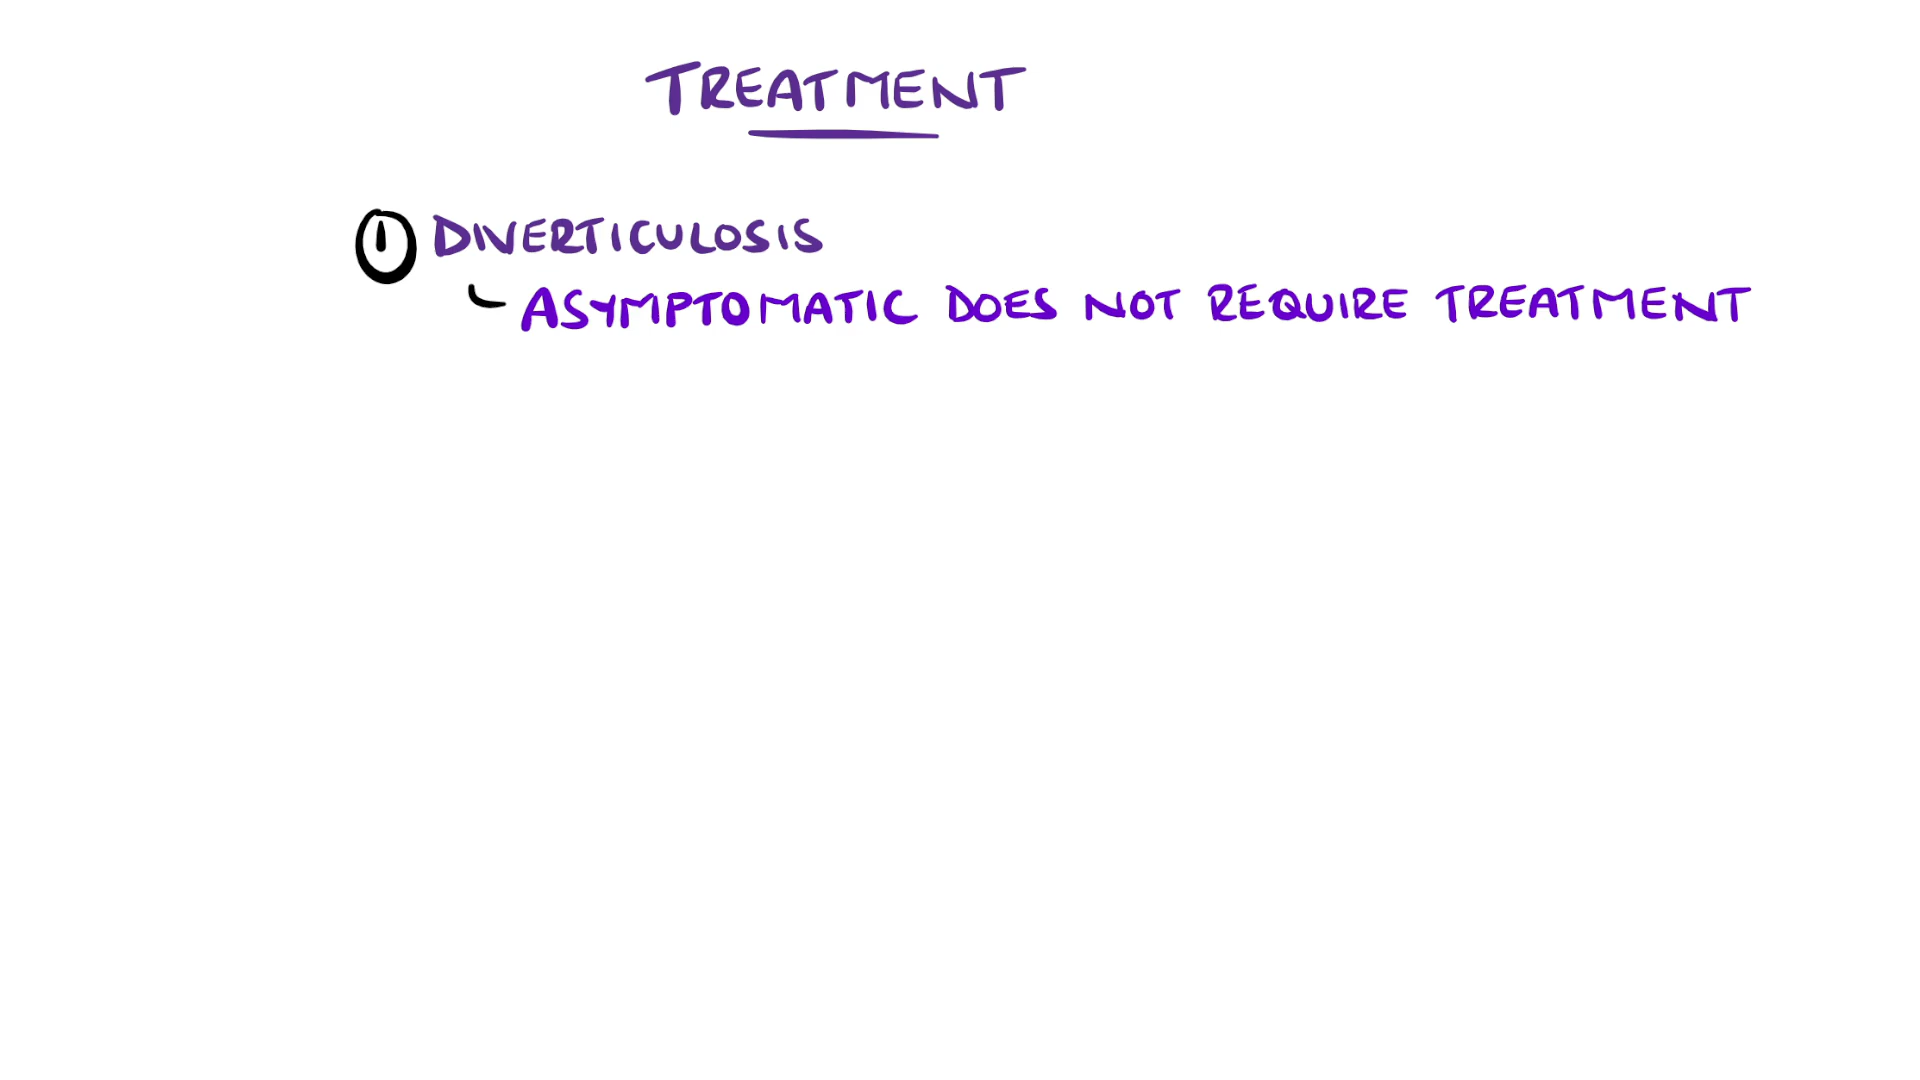 TREATMENT
1 DIVERTICULOSIS
ASYMPTOMATIC DOES NOT REQUIRE TREATMENT